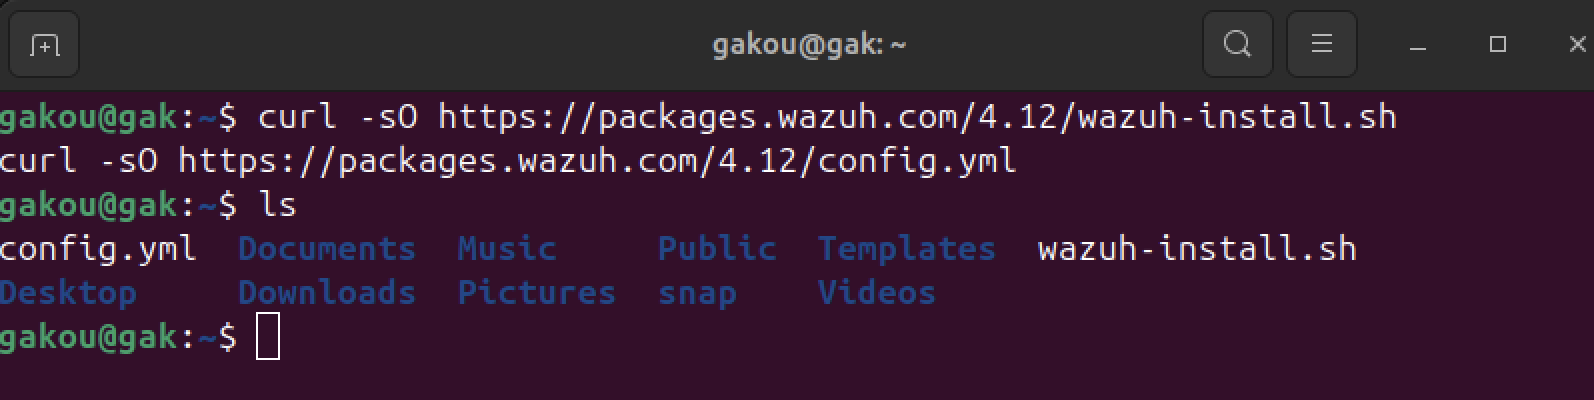 gakou@gak: ~
gakou@gak:~$ curl -sO https://packages.wazuh.com/4.12/wazuh-install.sh
curl -sO https://packages.wazuh.com/4.12/config.yml
gakou@gak:~$ ls
config.yml  Documents  Music     Public  Templates  wazuh-install.sh
Desktop     Downloads  Pictures  snap    Videos
gakou@gak:~$